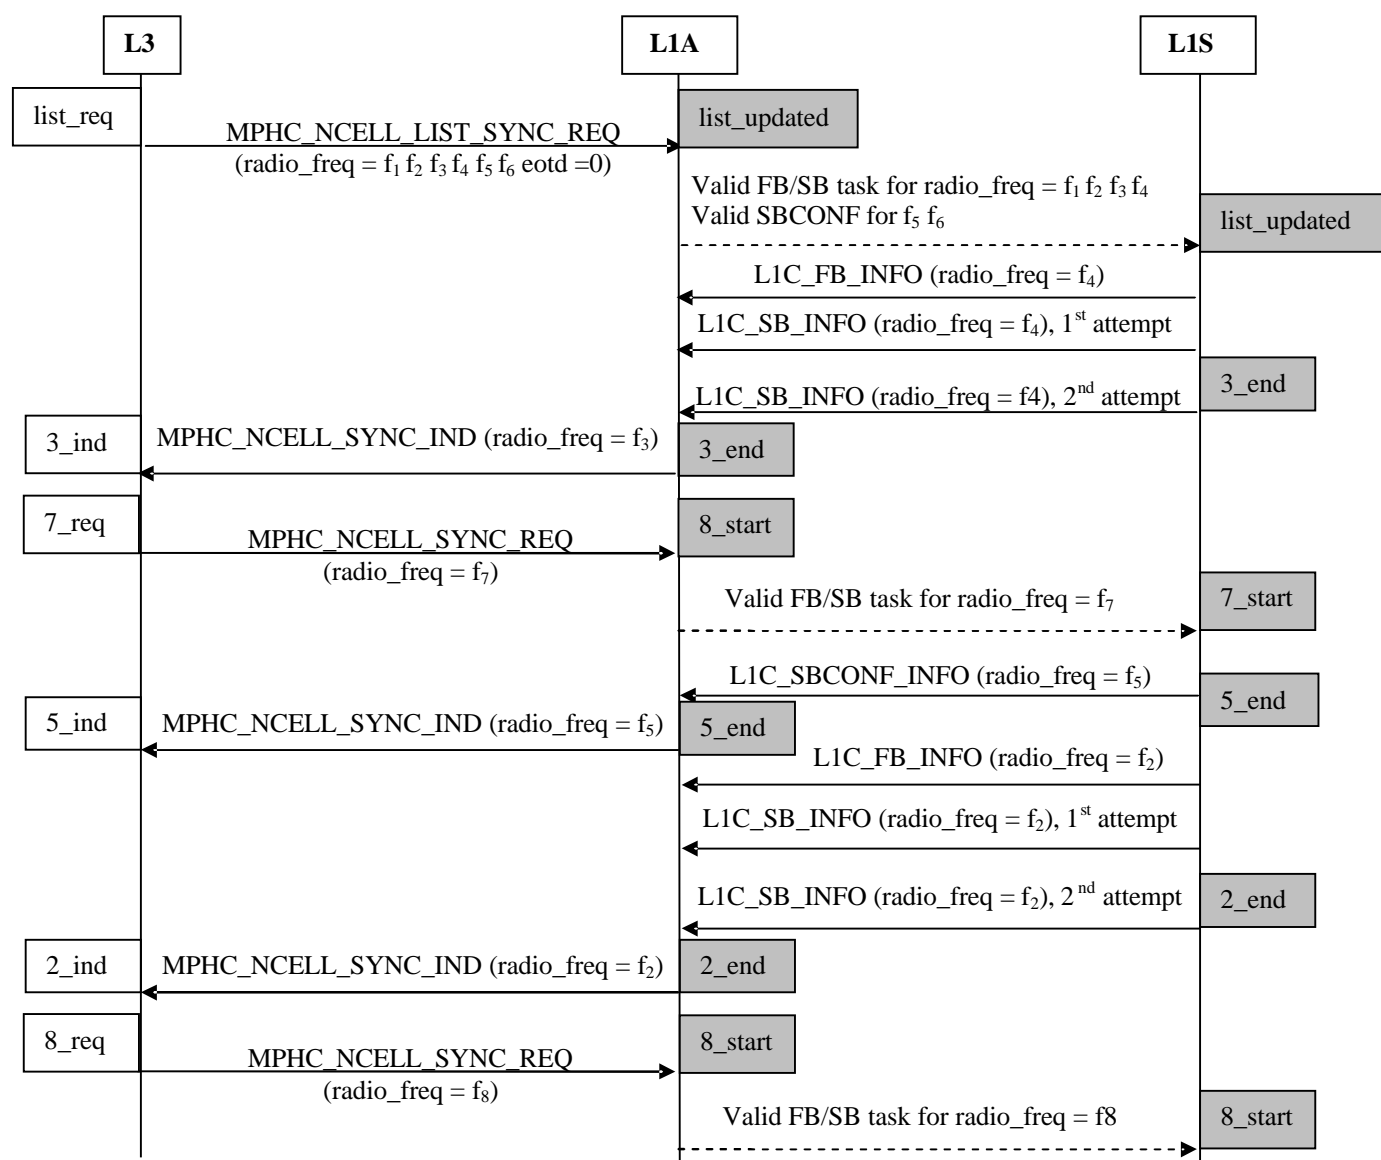 L3
L1A
L1S
list_req
MPHC_NCELL_LIST_SYNC_REQ
(radio_freq = f₁ f₂ f₃ f₄ f₅ f₆ eotd =0)
list_updated
Valid FB/SB task for radio_freq = f₁ f₂ f₃ f₄
Valid SBCONF for f₅ f₆
list_updated
L1C_FB_INFO (radio_freq = f₄)
L1C_SB_INFO (radio_freq = f₄), 1st attempt
3_end
L1C_SB_INFO (radio_freq = f4), 2nd attempt
3_ind
MPHC_NCELL_SYNC_IND (radio_freq = f₃)
3_end
7_req
MPHC_NCELL_SYNC_REQ
(radio_freq = f₇)
8_start
Valid FB/SB task for radio_freq = f₇
7_start
L1C_SBCONF_INFO (radio_freq = f₅)
5_end
5_ind
MPHC_NCELL_SYNC_IND (radio_freq = f₅)
5_end
L1C_FB_INFO (radio_freq = f₂)
L1C_SB_INFO (radio_freq = f₂), 1st attempt
L1C_SB_INFO (radio_freq = f₂), 2nd attempt
2_end
2_ind
MPHC_NCELL_SYNC_IND (radio_freq = f₂)
2_end
8_req
MPHC_NCELL_SYNC_REQ
(radio_freq = f₈)
8_start
Valid FB/SB task for radio_freq = f8
8_start